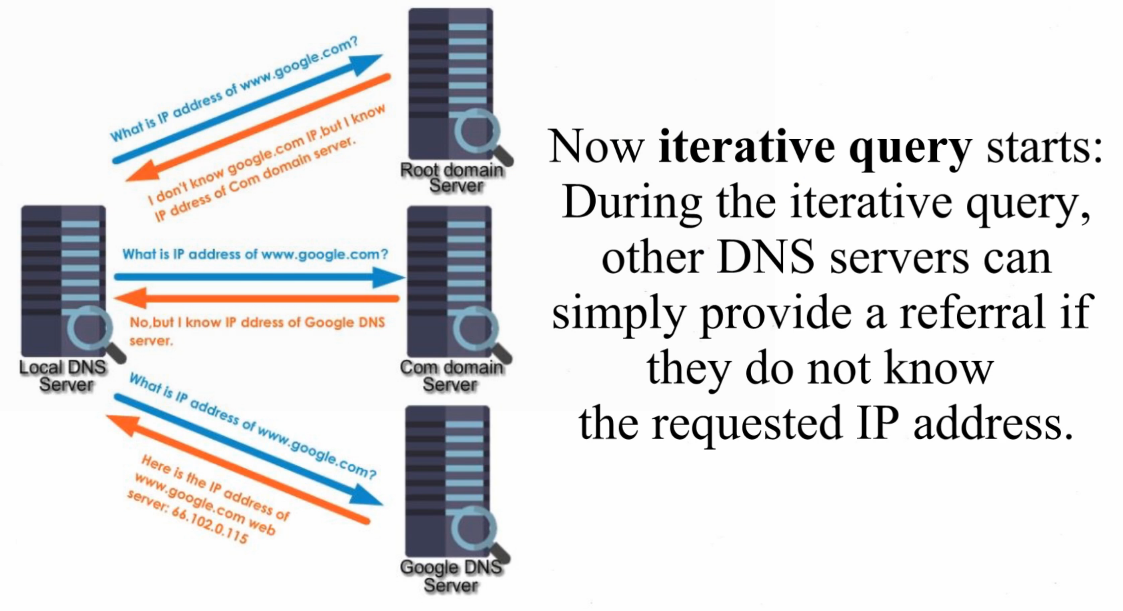 What is IP address of www.google.com?
I don't know google.com IP,but I know
IP ddress of Com domain server.
Root domain
Server
What is IP address of www.google.com?
No,but I know IP ddress of Google DNS
server.
Local DNS
Server
Com domain
Server
What is IP address of www.google.com?
Here is the IP address of
www.google.com web
server: 66.102.0.115
Google DNS
Server
Now iterative query starts:
During the iterative query,
other DNS servers can
simply provide a referral if
they do not know
the requested IP address.